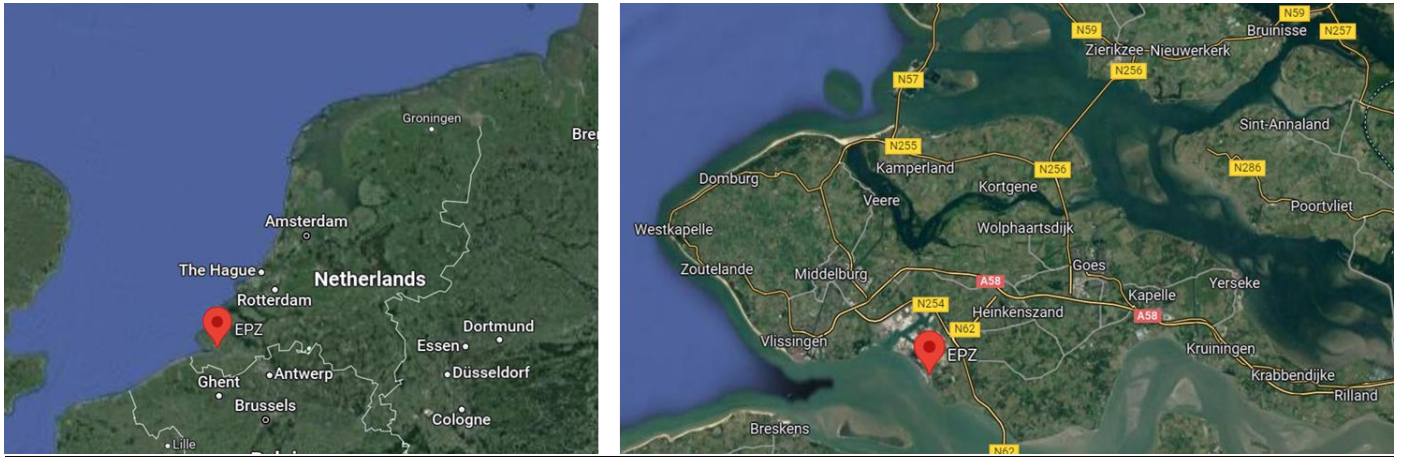 Groningen
Bre
Amsterdam
The Hague
Netherlands
Rotterdam
EPZ
Dortmund
Essen
Düsseldorf
Ghent
Antwerp
Brussels
Cologne
Lille
N59
N59
Bruinisse
N257
Zierikzee
Nieuwerkerk
N57
N256
Sint-Annaland
N255
Kamperland
N256
N286
Domburg
Kortgene
Veere
Poortvliet
Westkapelle
Wolphaartsdijk
Zoutelande
Middelburg
Goes
A58
Yerseke
Kapelle
N254
Heinkenszand
A58
N62
Vlissingen
EPZ
Kruiningen
Krabbendijke
Rilland
Breskens
N62